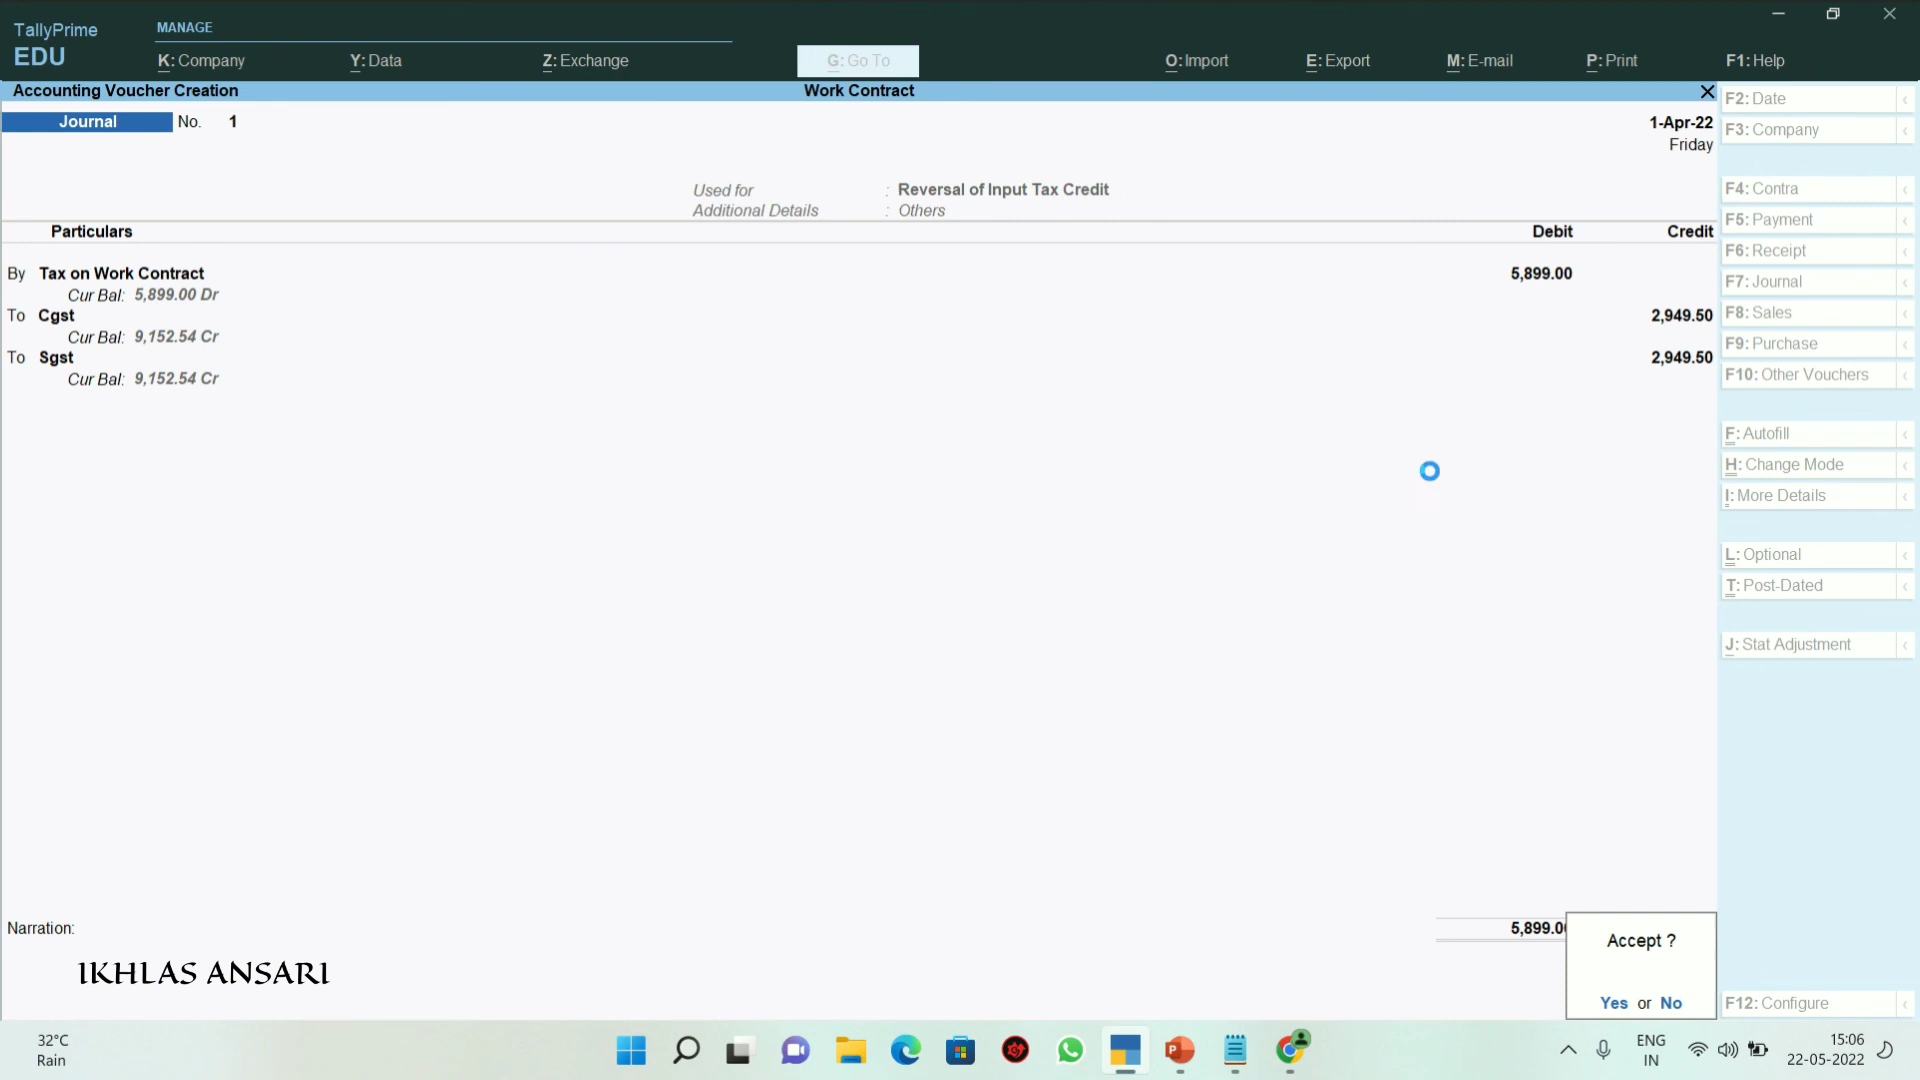 TallyPrime
EDU
MANAGE
K: Company
Y: Data
Z: Exchange
G: Go To
O: Import
E: Export
M: E-mail
P: Print
F1: Help
Accounting Voucher Creation
Work Contract
Journal No. 1
1-Apr-22
Friday
Used for : Reversal of Input Tax Credit
Additional Details : Others
Particulars Debit Credit
By Tax on Work Contract 5,899.00
Cur Bal: 5,899.00 Dr
To Cgst 2,949.50
Cur Bal: 9,152.54 Cr
To Sgst 2,949.50
Cur Bal: 9,152.54 Cr
Narration: 5,899.00
IKHLAS ANSARI
Accept ?
Yes or No
F2: Date
F3: Company
F4: Contra
F5: Payment
F6: Receipt
F7: Journal
F8: Sales
F9: Purchase
F10: Other Vouchers
F: Autofill
H: Change Mode
I: More Details
L: Optional
T: Post-Dated
J: Stat Adjustment
F12: Configure
32°C
Rain
ENG
IN
15:06
22-05-2022